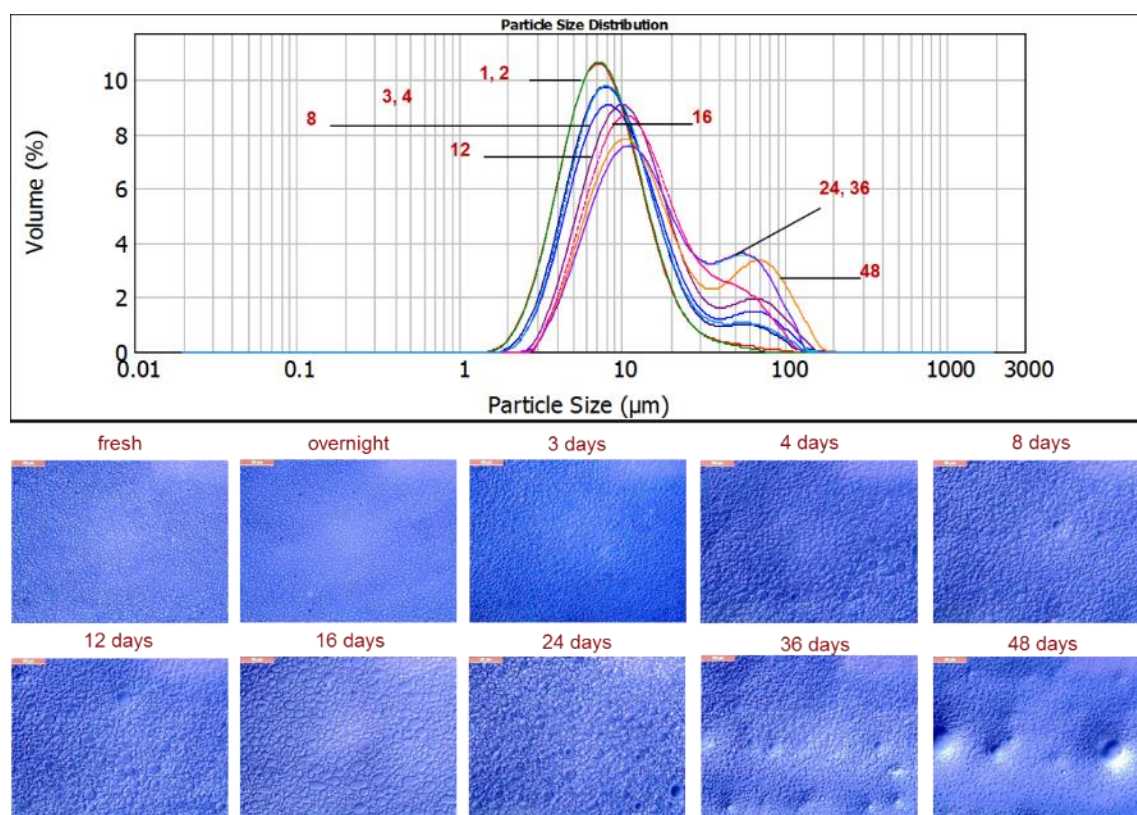 Particle Size Distribution
Volume (%)
10
8
6
4
2
0
1, 2
3, 4
8
12
16
24, 36
48
0.01 0.1 1 10 100 1000 3000
Particle Size (µm)
fresh overnight 3 days 4 days 8 days
12 days 16 days 24 days 36 days 48 days